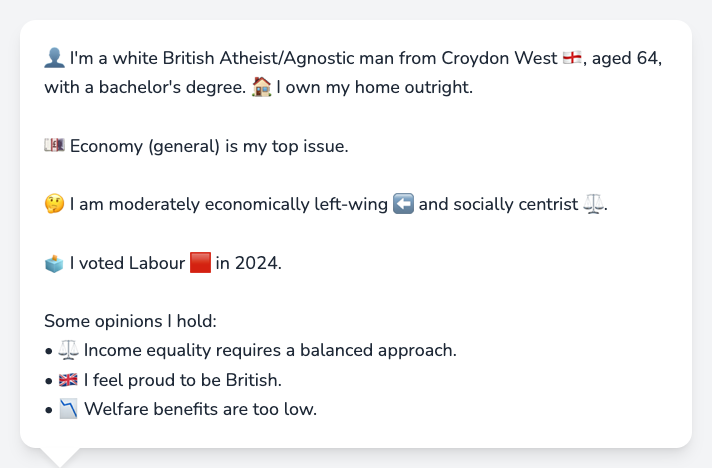 👤 I'm a white British Atheist/Agnostic man from Croydon West 🏴󠁧󠁢󠁥󠁮󠁧󠁿, aged 64,
with a bachelor's degree. 🏠 I own my home outright.
💷 Economy (general) is my top issue.
🤔 I am moderately economically left-wing ⬅️ and socially centrist ⚖️.
🗳️ I voted Labour 🟥 in 2024.
Some opinions I hold:
• ⚖️ Income equality requires a balanced approach.
• 🇬🇧 I feel proud to be British.
• 📉 Welfare benefits are too low.